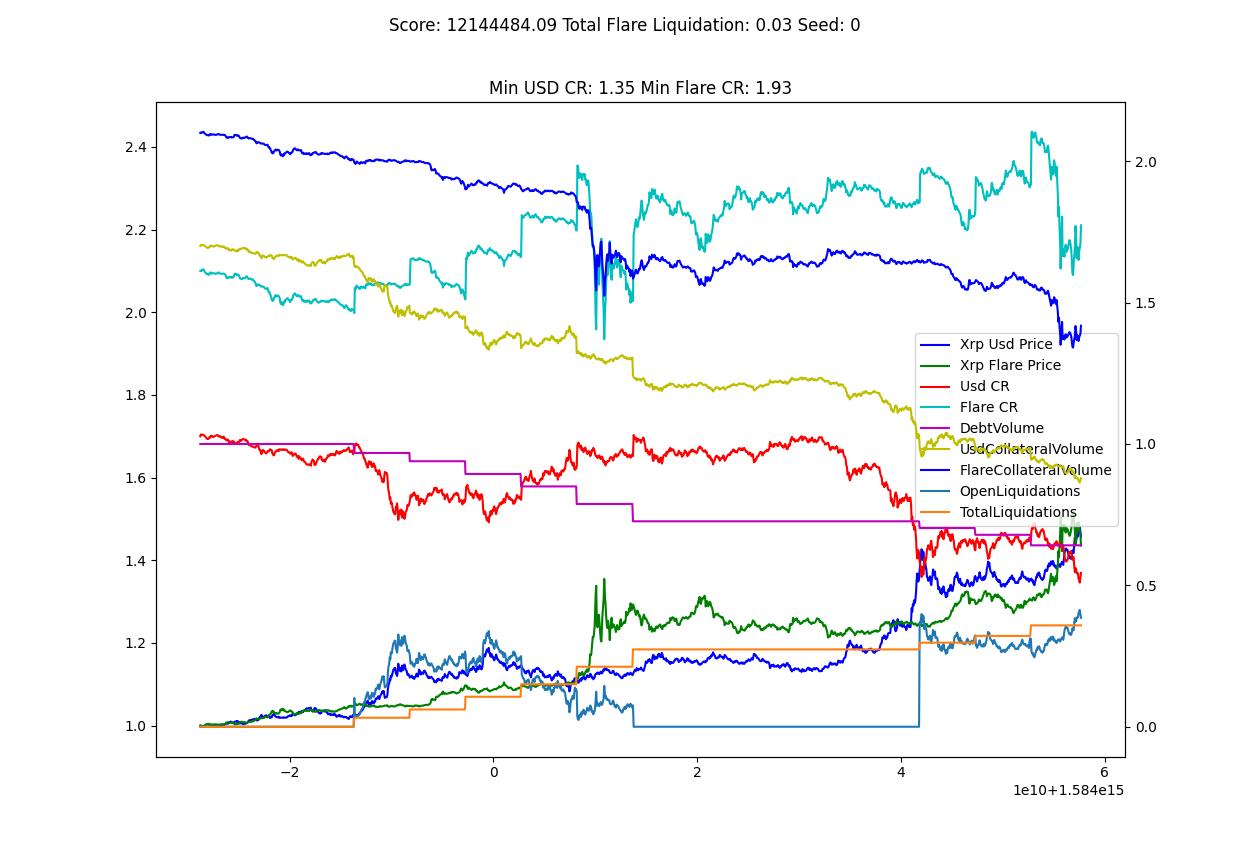 Score: 12144484.09 Total Flare Liquidation: 0.03 Seed: 0
Min USD CR: 1.35 Min Flare CR: 1.93
2.4
2.2
2.0
1.8
1.6
1.4
1.2
1.0
2.0
1.5
1.0
0.5
0.0
Xrp Usd Price
Xrp Flare Price
Usd CR
Flare CR
DebtVolume
UsdCollateralVolume
FlareCollateralVolume
OpenLiquidations
TotalLiquidations
−2
0
2
4
6
1e10+1.584e15